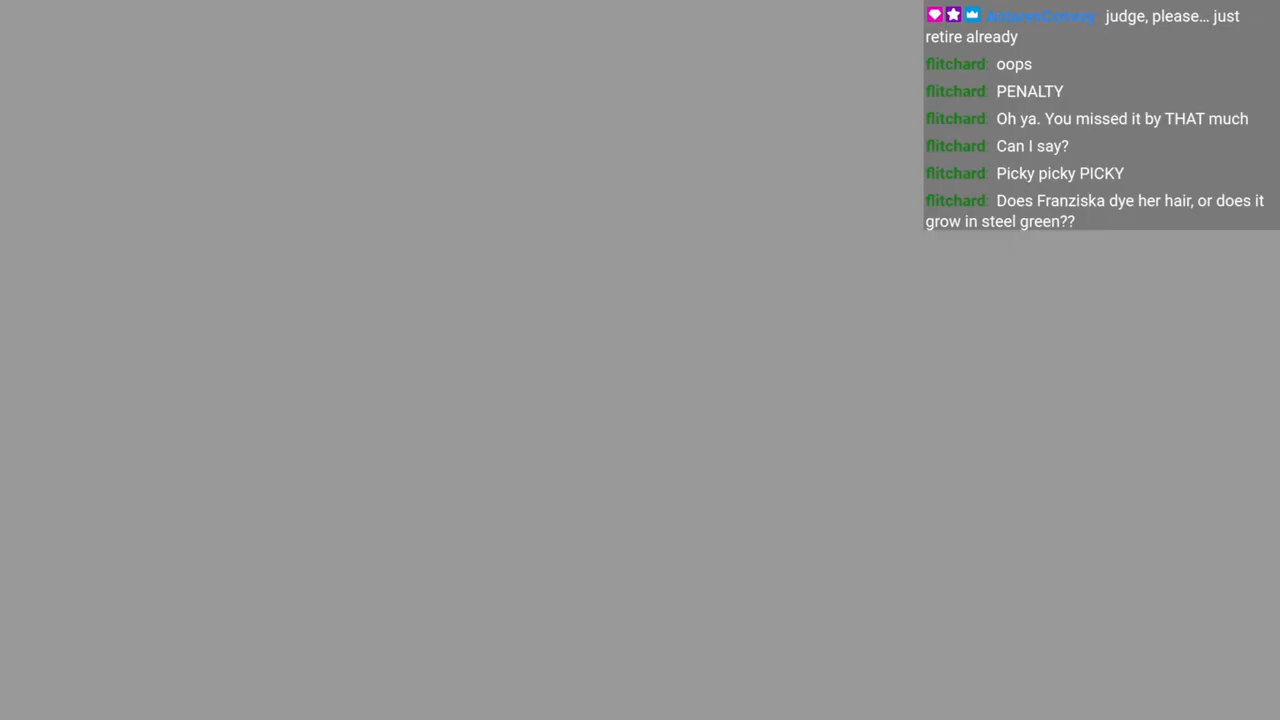 judge, please… just
retire already
flitchard: oops
flitchard: PENALTY
flitchard: Oh ya. You missed it by THAT much
flitchard: Can I say?
flitchard: Picky picky PICKY
flitchard: Does Franziska dye her hair, or does it
grow in steel green??